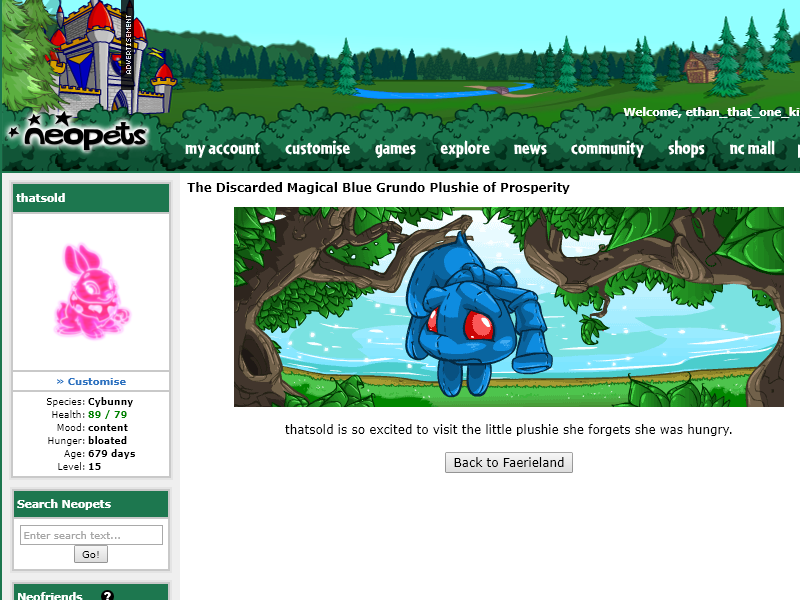 ADVERTISEMENT
neopets
Welcome, ethan_that_one_ki
my account customise games explore news community shops nc mall
thatsold
» Customise
Species: Cybunny
Health: 89 / 79
Mood: content
Hunger: bloated
Age: 679 days
Level: 15
Search Neopets
Enter search text...
Go!
Neofriends ?
The Discarded Magical Blue Grundo Plushie of Prosperity
thatsold is so excited to visit the little plushie she forgets she was hungry.
Back to Faerieland